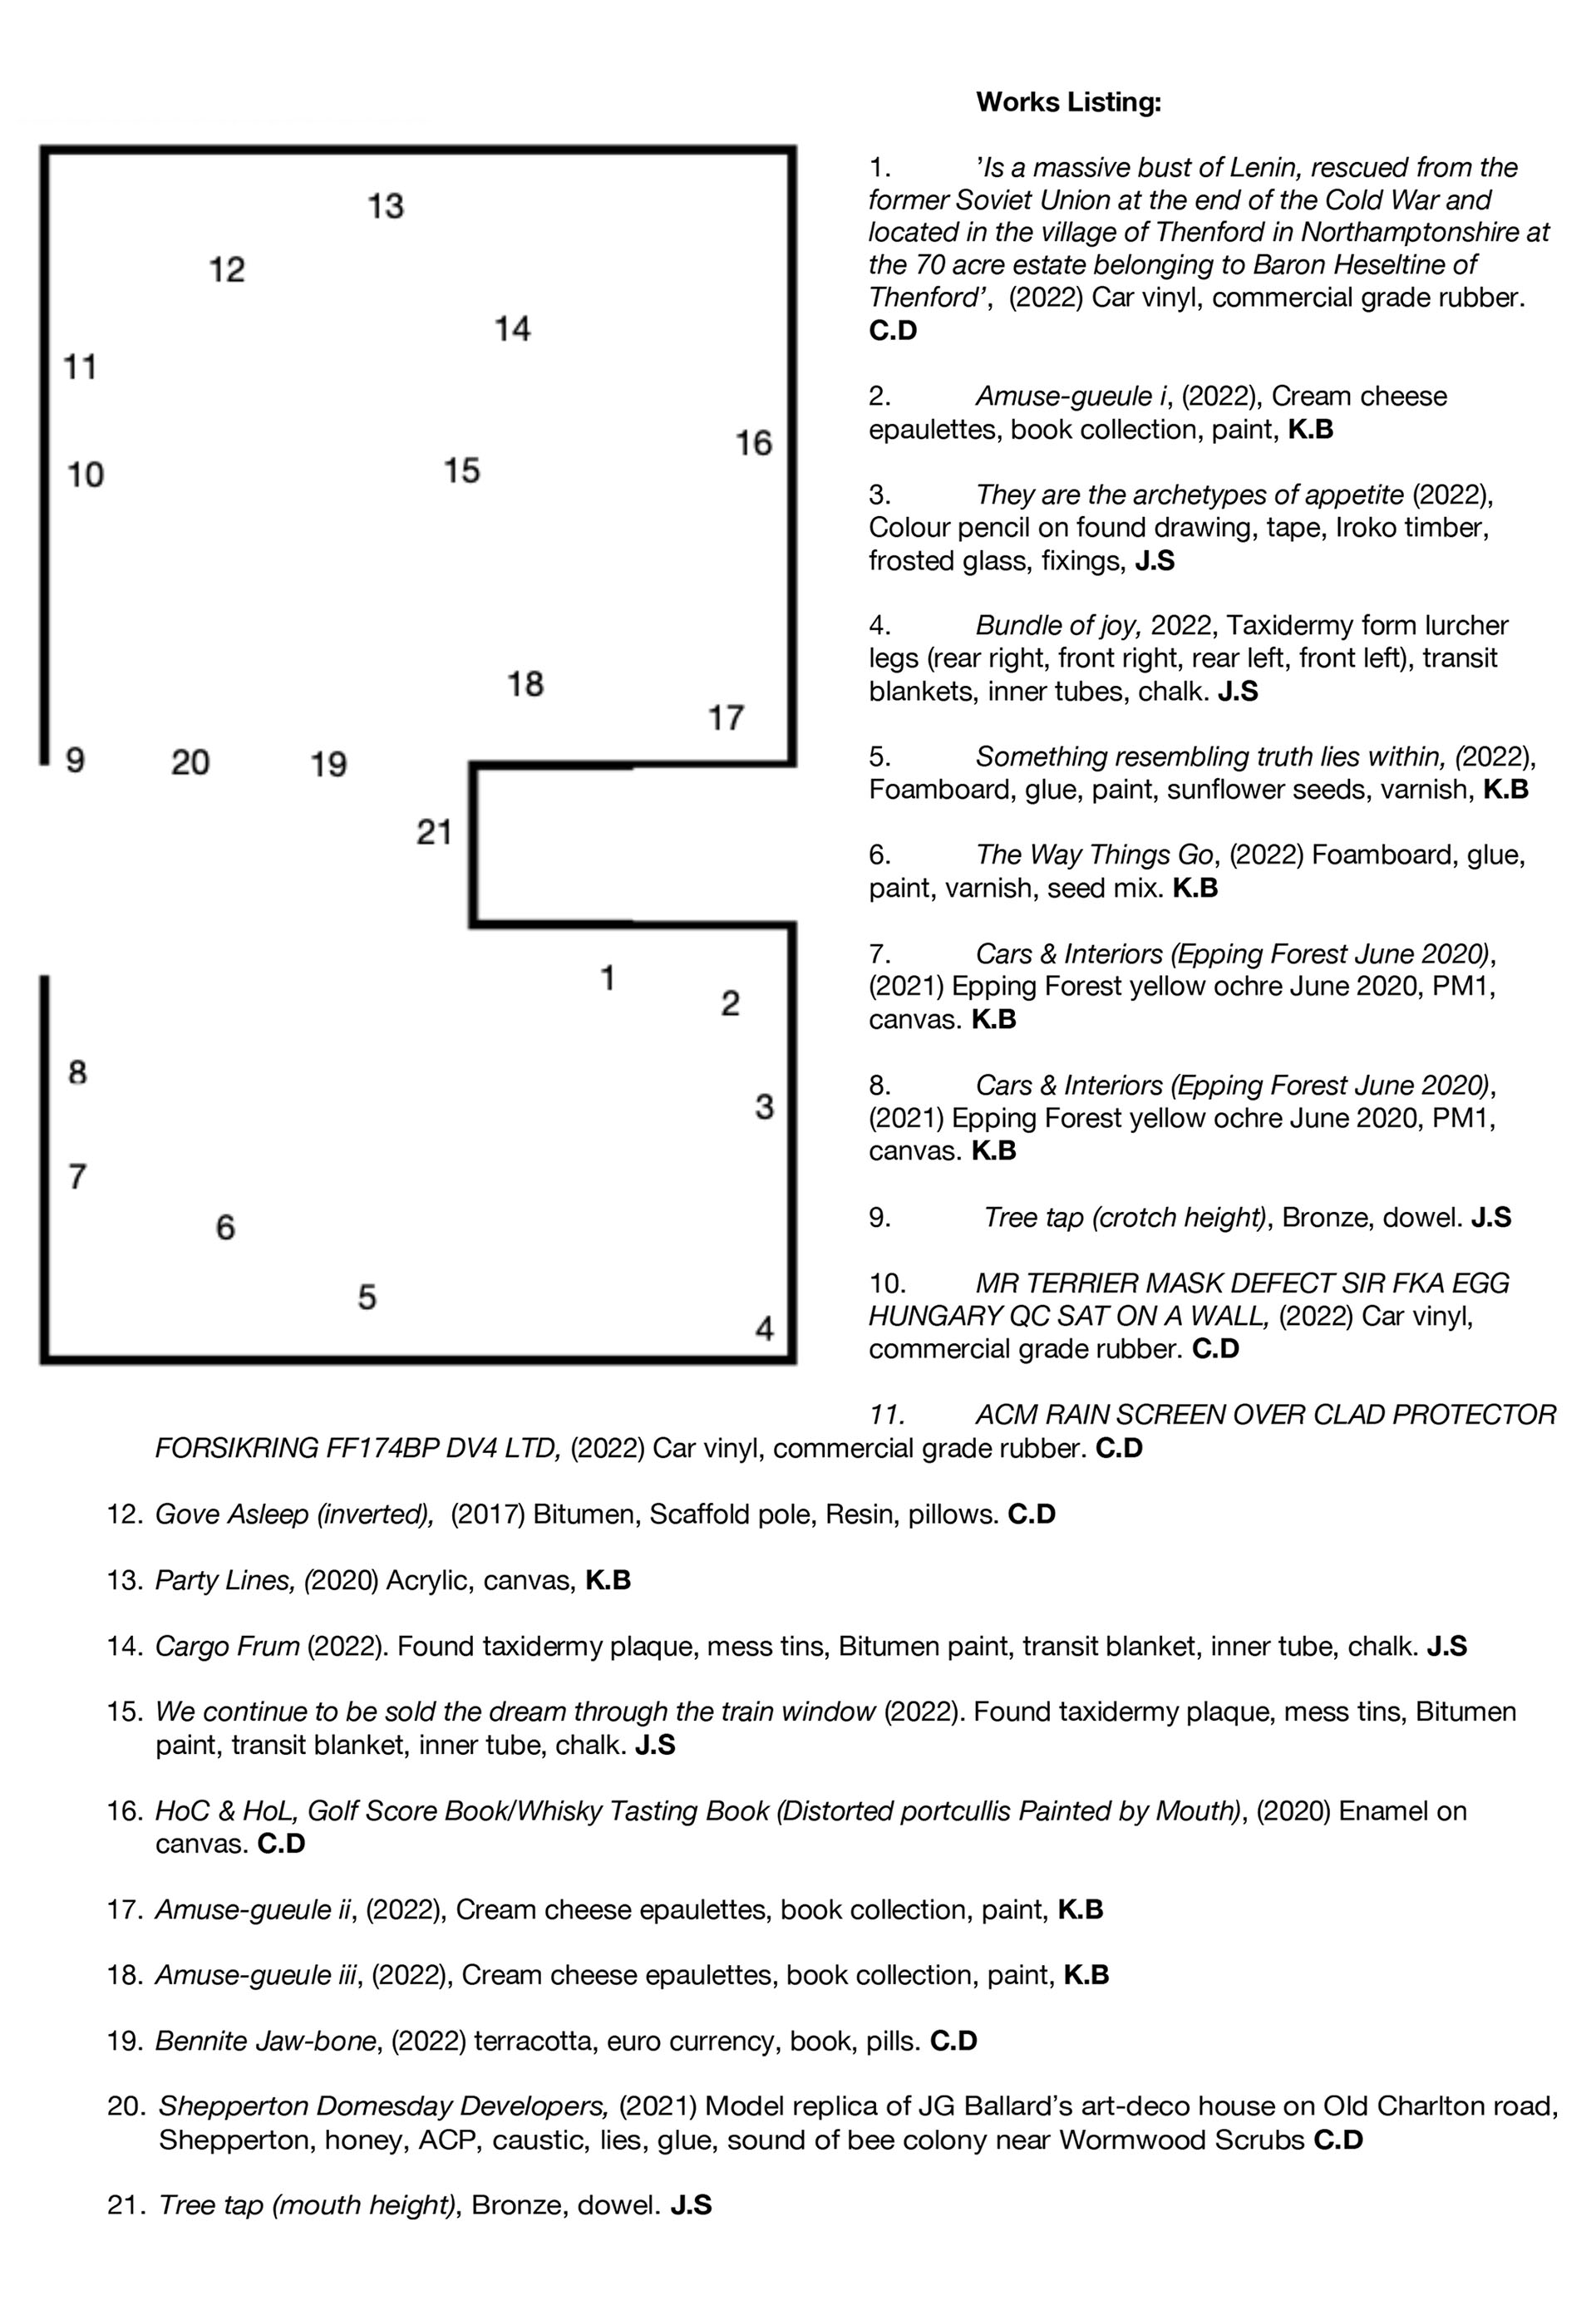 Works Listing:
1. ’Is a massive bust of Lenin, rescued from the
former Soviet Union at the end of the Cold War and
located in the village of Thenford in Northamptonshire at
the 70 acre estate belonging to Baron Heseltine of
Thenford’, (2022) Car vinyl, commercial grade rubber.
C.D
2. Amuse-gueule i, (2022), Cream cheese
epaulettes, book collection, paint, K.B
3. They are the archetypes of appetite (2022),
Colour pencil on found drawing, tape, Iroko timber,
frosted glass, fixings, J.S
4. Bundle of joy, 2022, Taxidermy form lurcher
legs (rear right, front right, rear left, front left), transit
blankets, inner tubes, chalk. J.S
5. Something resembling truth lies within, (2022),
Foamboard, glue, paint, sunflower seeds, varnish, K.B
6. The Way Things Go, (2022) Foamboard, glue,
paint, varnish, seed mix. K.B
7. Cars & Interiors (Epping Forest June 2020),
(2021) Epping Forest yellow ochre June 2020, PM1,
canvas. K.B
8. Cars & Interiors (Epping Forest June 2020),
(2021) Epping Forest yellow ochre June 2020, PM1,
canvas. K.B
9. Tree tap (crotch height), Bronze, dowel. J.S
10. MR TERRIER MASK DEFECT SIR FKA EGG
HUNGARY QC SAT ON A WALL, (2022) Car vinyl,
commercial grade rubber. C.D
11. ACM RAIN SCREEN OVER CLAD PROTECTOR
FORSIKRING FF174BP DV4 LTD, (2022) Car vinyl, commercial grade rubber. C.D
12. Gove Asleep (inverted), (2017) Bitumen, Scaffold pole, Resin, pillows. C.D
13. Party Lines, (2020) Acrylic, canvas, K.B
14. Cargo Frum (2022). Found taxidermy plaque, mess tins, Bitumen paint, transit blanket, inner tube, chalk. J.S
15. We continue to be sold the dream through the train window (2022). Found taxidermy plaque, mess tins, Bitumen
paint, transit blanket, inner tube, chalk. J.S
16. HoC & HoL, Golf Score Book/Whisky Tasting Book (Distorted portcullis Painted by Mouth), (2020) Enamel on
canvas. C.D
17. Amuse-gueule ii, (2022), Cream cheese epaulettes, book collection, paint, K.B
18. Amuse-gueule iii, (2022), Cream cheese epaulettes, book collection, paint, K.B
19. Bennite Jaw-bone, (2022) terracotta, euro currency, book, pills. C.D
20. Shepperton Domesday Developers, (2021) Model replica of JG Ballard’s art-deco house on Old Charlton road,
Shepperton, honey, ACP, caustic, lies, glue, sound of bee colony near Wormwood Scrubs C.D
21. Tree tap (mouth height), Bronze, dowel. J.S
13
12
14
11
16
10
15
18
17
9
20
19
21
1
2
8
3
7
6
5
4